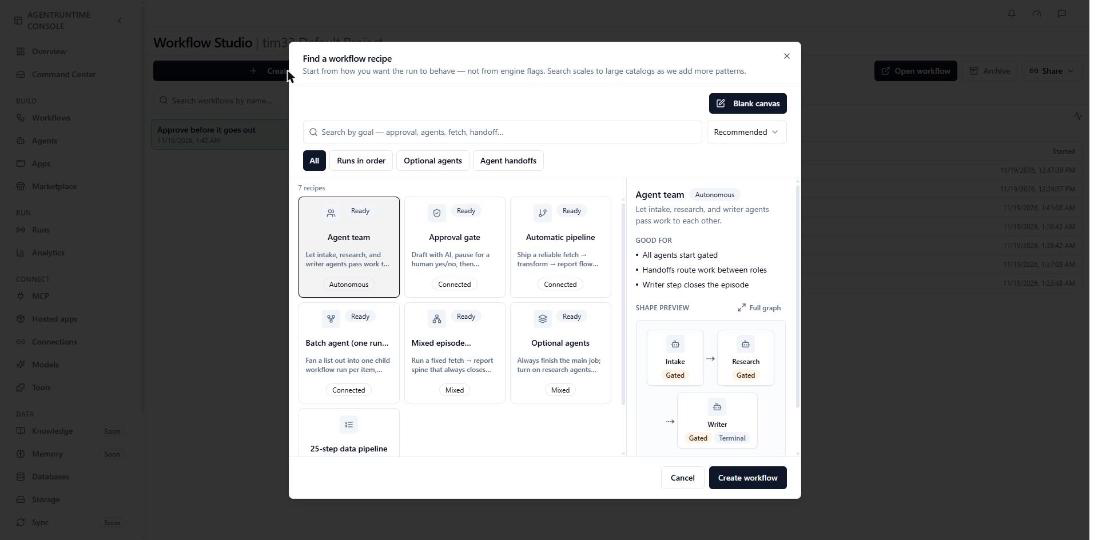 AGENTRUNTIME
CONSOLE
Overview
Command Center
BUILD
Workflows
Agents
Apps
Marketplace
RUN
Runs
Analytics
CONNECT
MCP
Hosted apps
Connections
Models
Tools
DATA
Knowledge Soon
Memory Soon
Databases
Storage
Sync Soon
Workflow Studio | tim33 Default Project
Open workflow
Archive
Share
Search workflows by name...
Approve before it goes out
11/19/2026, 1:42 AM
Started
Find a workflow recipe
Start from how you want the run to behave — not from engine flags. Search scales to large catalogs as we add more patterns.
Blank canvas
Search by goal — approval, agents, fetch, handoff...
Recommended
All
Runs in order
Optional agents
Agent handoffs
7 recipes
Ready
Agent team
Let intake, research, and
writer agents pass work t...
Autonomous
Ready
Approval gate
Draft with AI, pause for a
human yes/no, then...
Connected
Ready
Automatic pipeline
Ship a reliable fetch →
transform → report flow...
Connected
Ready
Batch agent (one run...
Fan a list out into one child
workflow run per item,...
Connected
Ready
Mixed episode...
Run a fixed fetch → report
spine that always closes...
Mixed
Ready
Optional agents
Always finish the main job;
turn on research agents...
Mixed
25-step data pipeline
Agent team Autonomous
Let intake, research, and writer agents
pass work to each other.
GOOD FOR
• All agents start gated
• Handoffs route work between roles
• Writer step closes the episode
SHAPE PREVIEW
Full graph
Intake
Gated
→
Research
Gated
→
Writer
Gated Terminal
Cancel
Create workflow